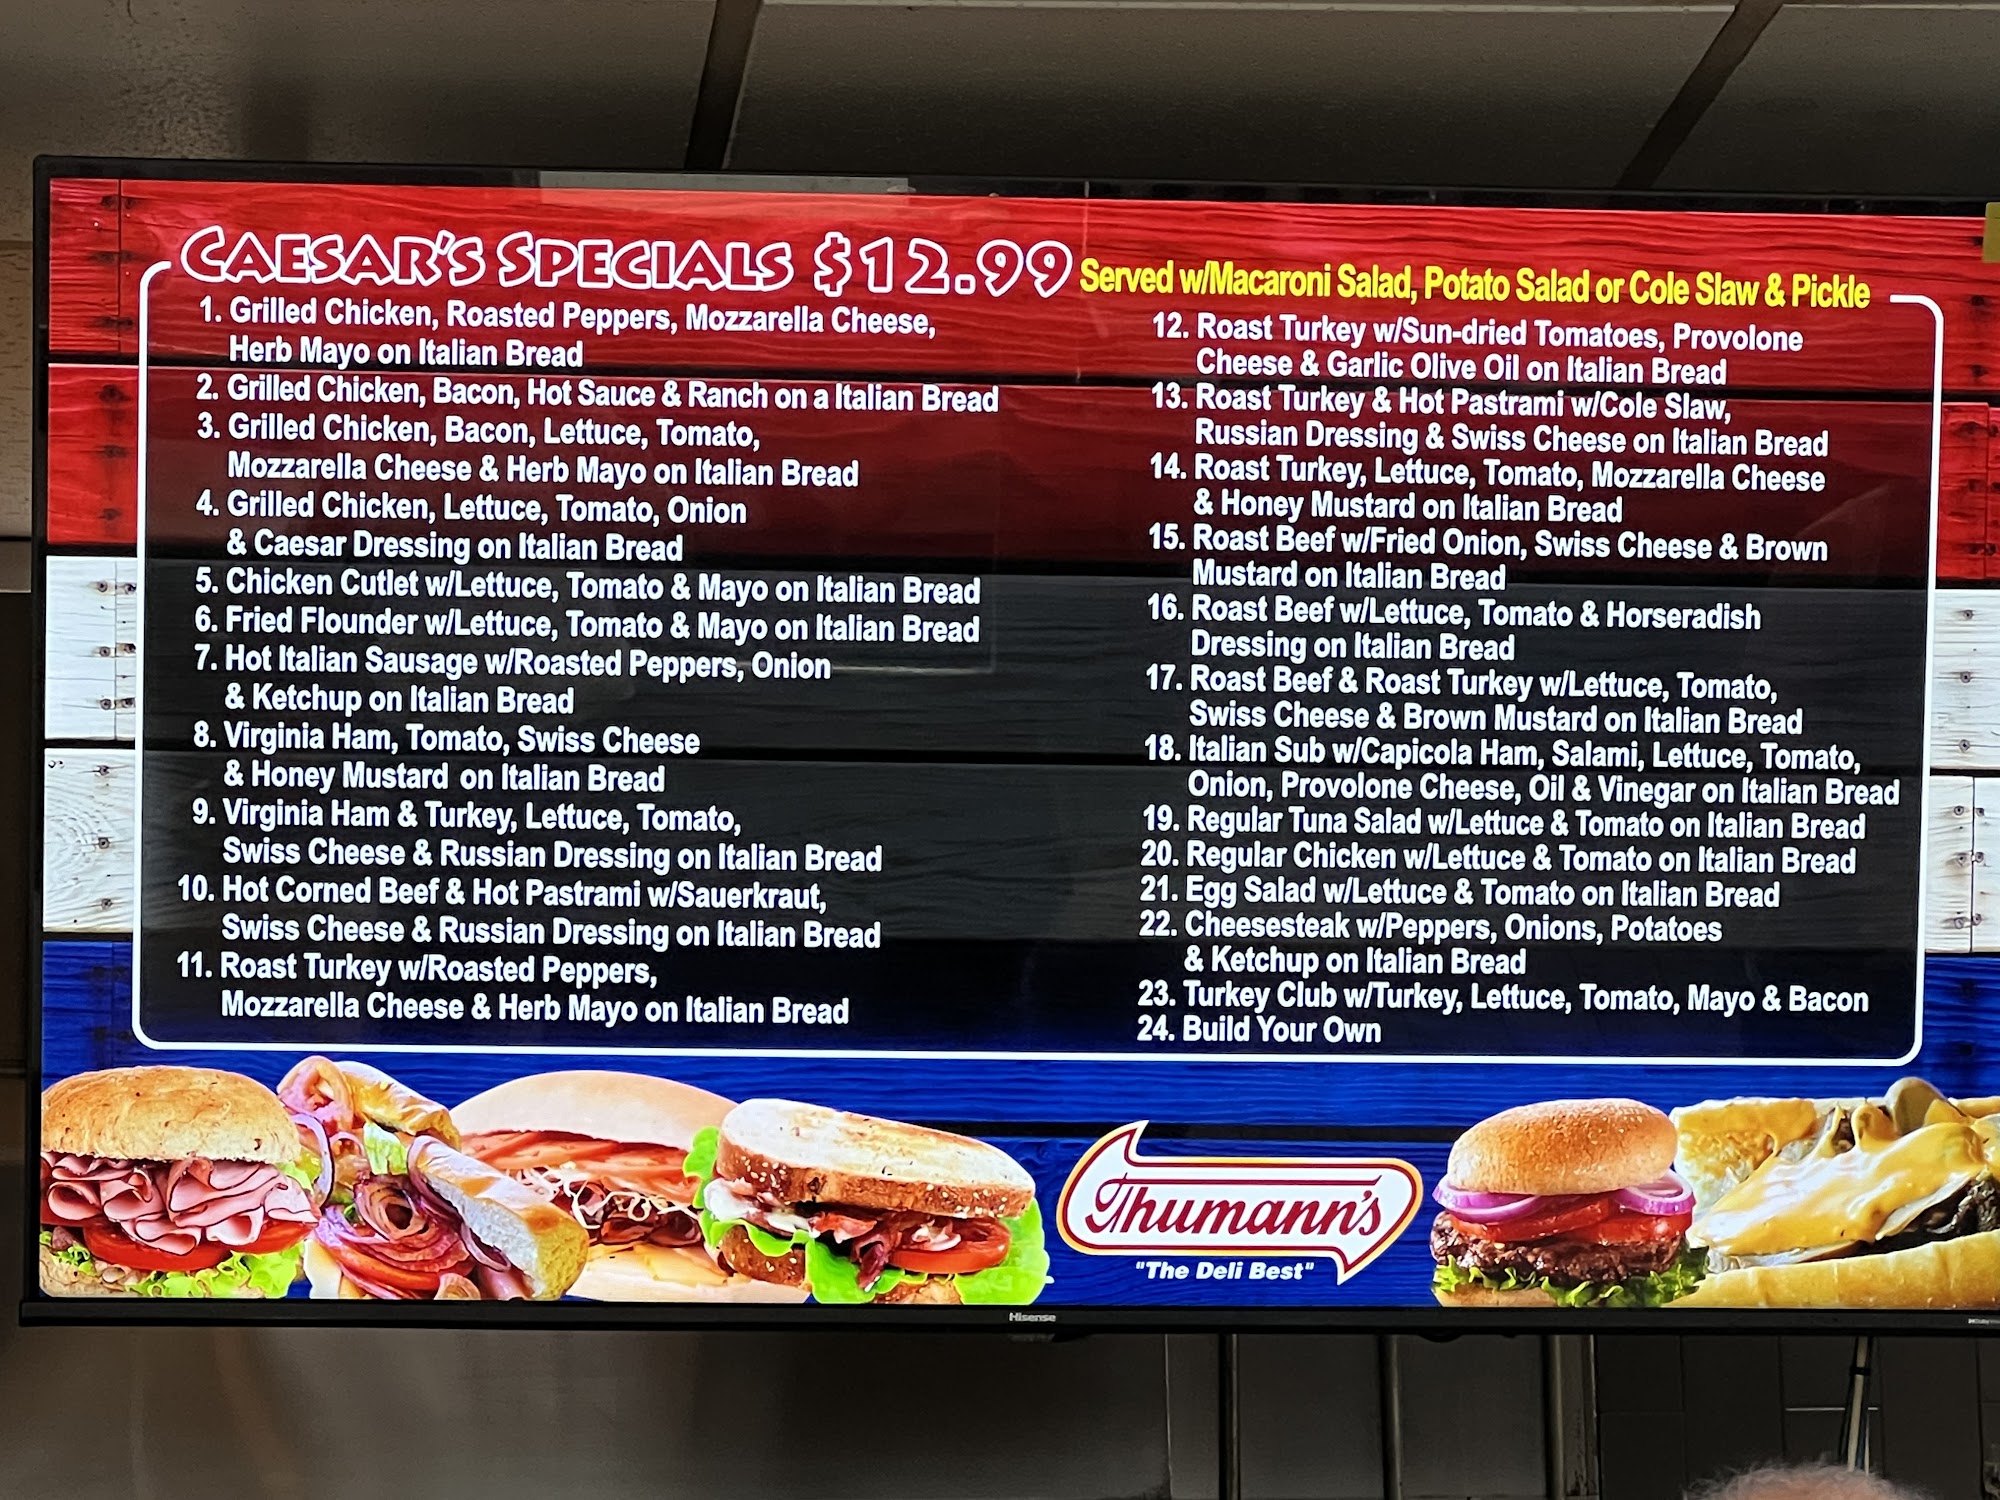 CAESAR'S SPECIALS $12.99 Served w/Macaroni Salad, Potato Salad or Cole Slaw & Pickle
1. Grilled Chicken, Roasted Peppers, Mozzarella Cheese,
Herb Mayo on Italian Bread
2. Grilled Chicken, Bacon, Hot Sauce & Ranch on a Italian Bread
3. Grilled Chicken, Bacon, Lettuce, Tomato,
Mozzarella Cheese & Herb Mayo on Italian Bread
4. Grilled Chicken, Lettuce, Tomato, Onion
& Caesar Dressing on Italian Bread
5. Chicken Cutlet w/Lettuce, Tomato & Mayo on Italian Bread
6. Fried Flounder w/Lettuce, Tomato & Mayo on Italian Bread
7. Hot Italian Sausage w/Roasted Peppers, Onion
& Ketchup on Italian Bread
8. Virginia Ham, Tomato, Swiss Cheese
& Honey Mustard on Italian Bread
9. Virginia Ham & Turkey, Lettuce, Tomato,
Swiss Cheese & Russian Dressing on Italian Bread
10. Hot Corned Beef & Hot Pastrami w/Sauerkraut,
Swiss Cheese & Russian Dressing on Italian Bread
11. Roast Turkey w/Roasted Peppers,
Mozzarella Cheese & Herb Mayo on Italian Bread
12. Roast Turkey w/Sun-dried Tomatoes, Provolone
Cheese & Garlic Olive Oil on Italian Bread
13. Roast Turkey & Hot Pastrami w/Cole Slaw,
Russian Dressing & Swiss Cheese on Italian Bread
14. Roast Turkey, Lettuce, Tomato, Mozzarella Cheese
& Honey Mustard on Italian Bread
15. Roast Beef w/Fried Onion, Swiss Cheese & Brown
Mustard on Italian Bread
16. Roast Beef w/Lettuce, Tomato & Horseradish
Dressing on Italian Bread
17. Roast Beef & Roast Turkey w/Lettuce, Tomato,
Swiss Cheese & Brown Mustard on Italian Bread
18. Italian Sub w/Capicola Ham, Salami, Lettuce, Tomato,
Onion, Provolone Cheese, Oil & Vinegar on Italian Bread
19. Regular Tuna Salad w/Lettuce & Tomato on Italian Bread
20. Regular Chicken w/Lettuce & Tomato on Italian Bread
21. Egg Salad w/Lettuce & Tomato on Italian Bread
22. Cheesesteak w/Peppers, Onions, Potatoes
& Ketchup on Italian Bread
23. Turkey Club w/Turkey, Lettuce, Tomato, Mayo & Bacon
24. Build Your Own
Thumann's
"The Deli Best"
Hisense